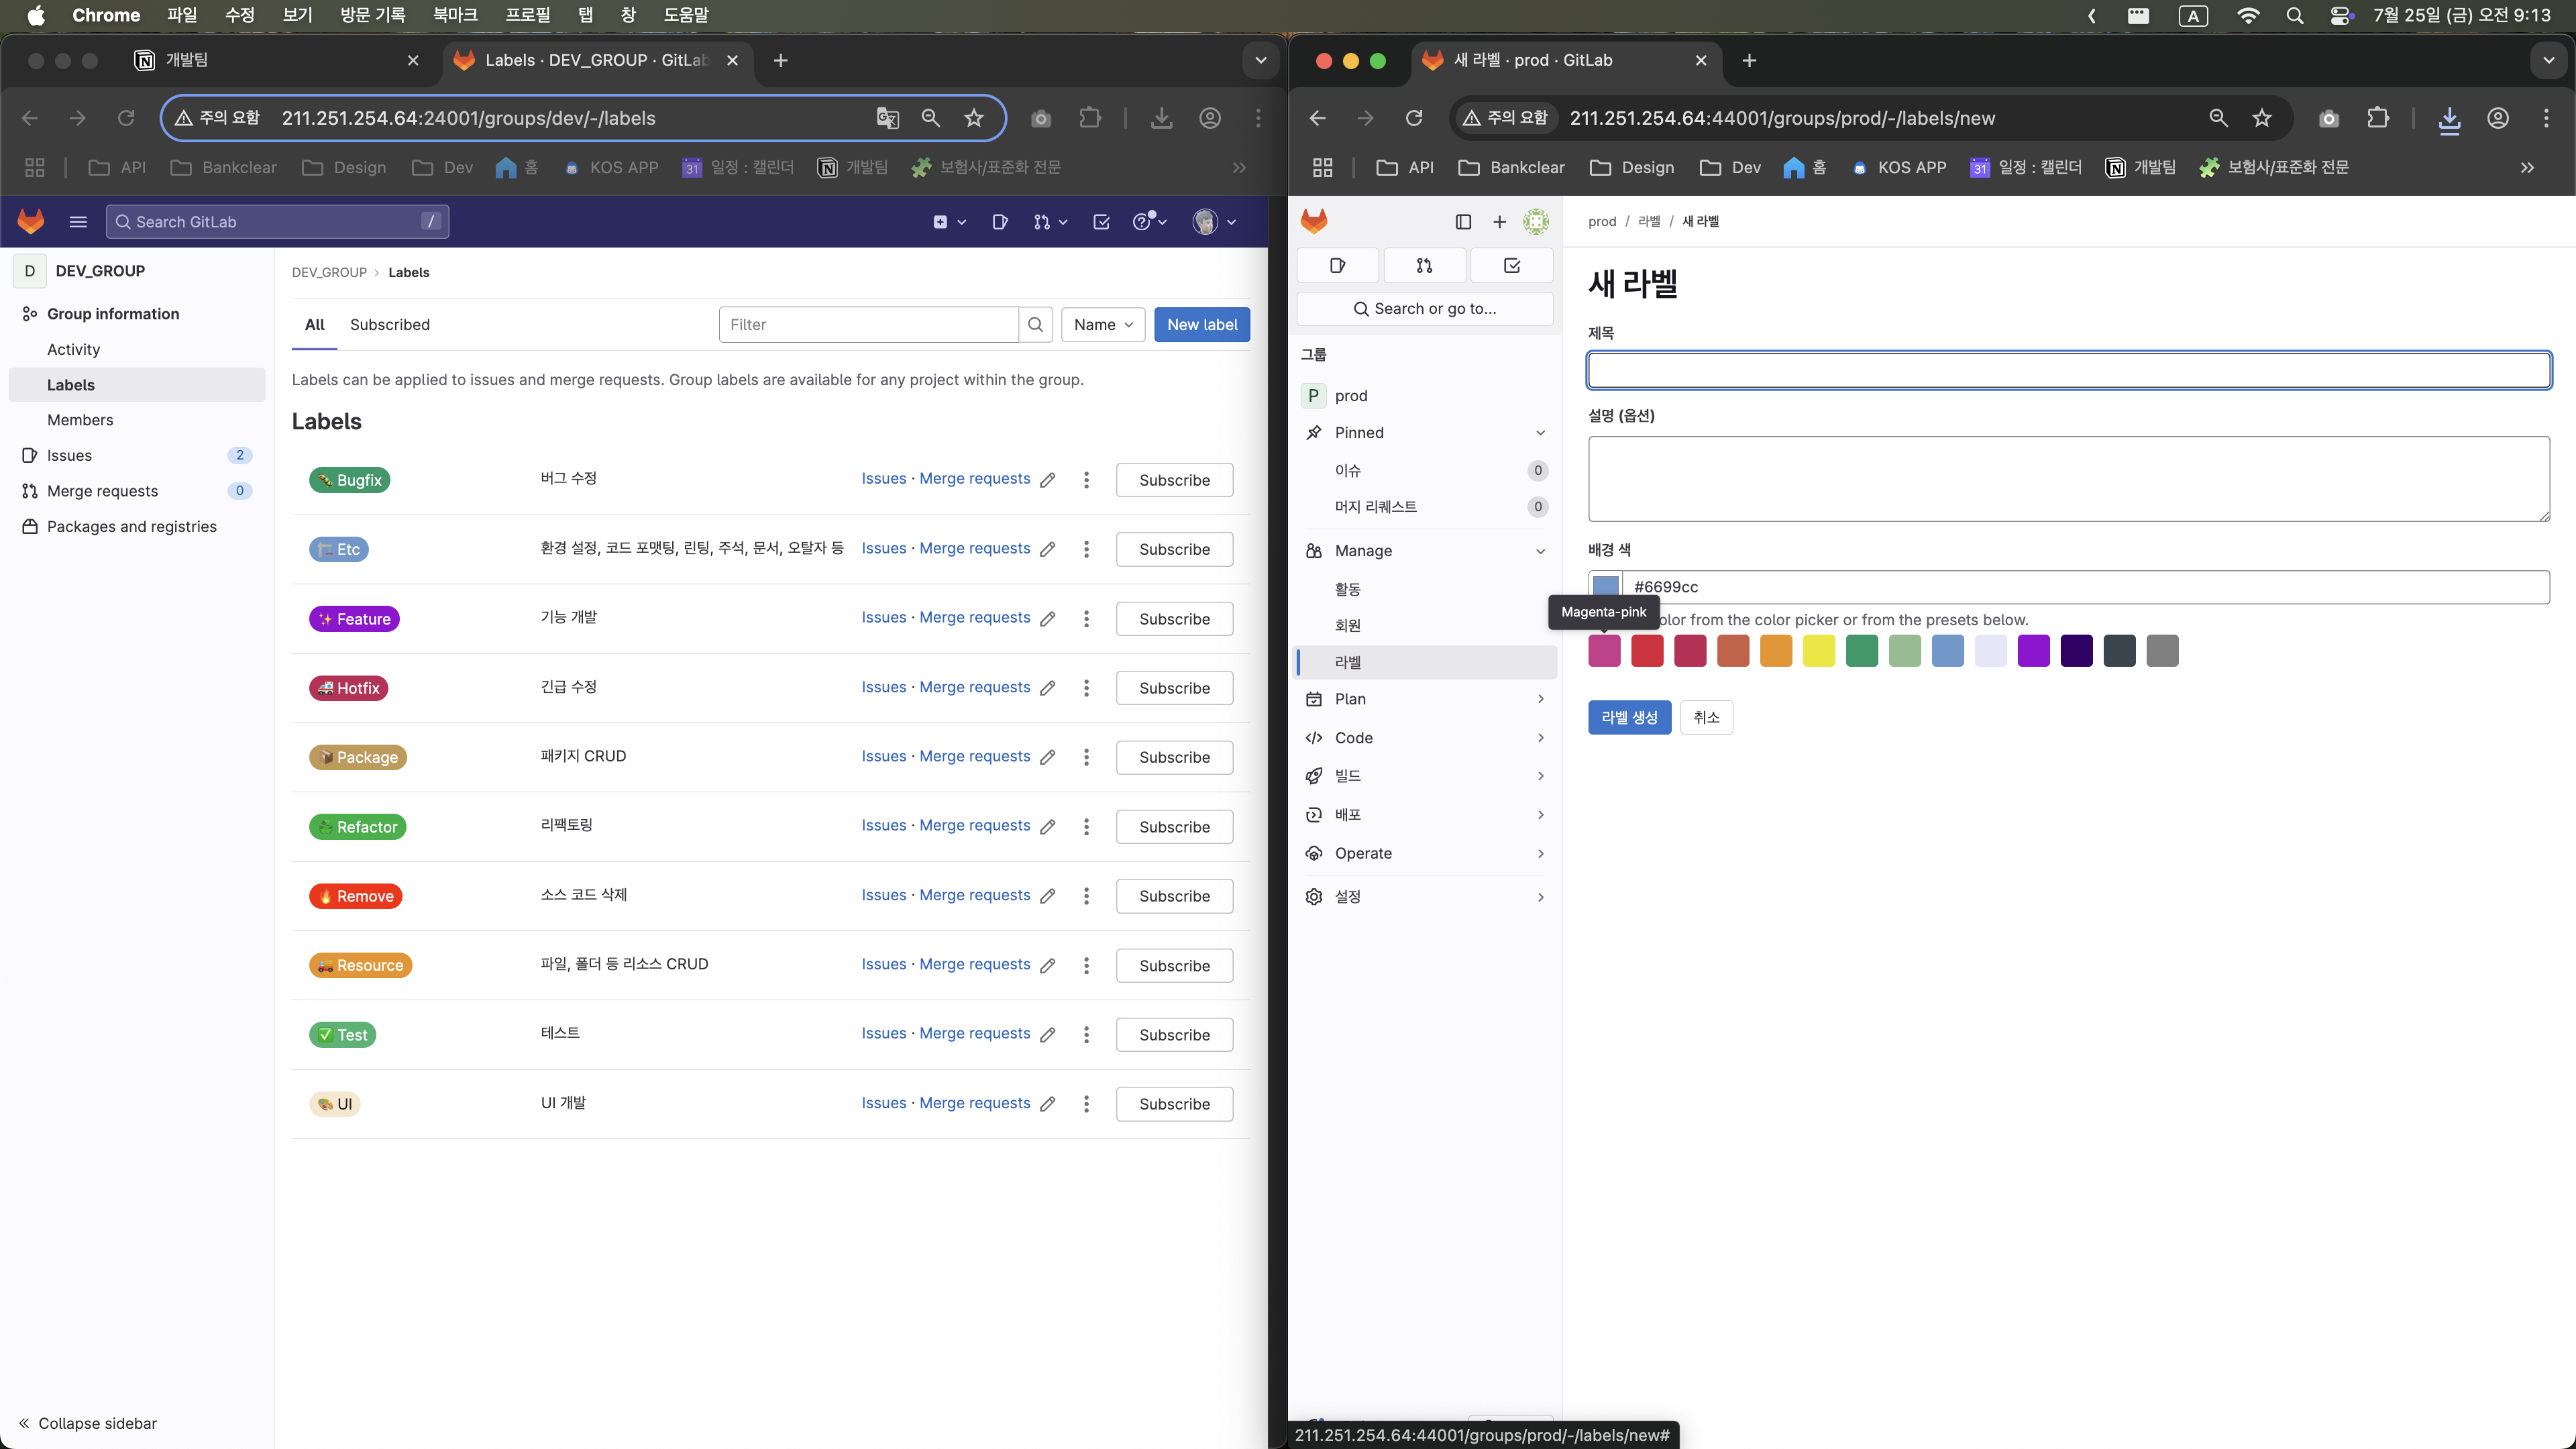 Chrome 파일 수정 보기 방문 기록 북마크 프로필 탭 창 도움말 A 7월 25일 (금) 오전 9:13
개발팀
Labels · DEV_GROUP · GitLab
주의 요함 211.251.254.64:24001/groups/dev/-/labels
API Bankclear Design Dev 홈 KOS APP 31 일정 : 캘린더 개발팀 보험사/표준화 전문
Search GitLab /
D DEV_GROUP
Group information
Activity
Labels
Members
Issues 2
Merge requests 0
Packages and registries
Collapse sidebar
DEV_GROUP > Labels
All Subscribed Filter Name New label
Labels can be applied to issues and merge requests. Group labels are available for any project within the group.
Labels
Bugfix 버그 수정 Issues · Merge requests Subscribe
Etc 환경 설정, 코드 포맷팅, 린팅, 주석, 문서, 오탈자 등 Issues · Merge requests Subscribe
Feature 기능 개발 Issues · Merge requests Subscribe
Hotfix 긴급 수정 Issues · Merge requests Subscribe
Package 패키지 CRUD Issues · Merge requests Subscribe
Refactor 리팩토링 Issues · Merge requests Subscribe
Remove 소스 코드 삭제 Issues · Merge requests Subscribe
Resource 파일, 폴더 등 리소스 CRUD Issues · Merge requests Subscribe
Test 테스트 Issues · Merge requests Subscribe
UI UI 개발 Issues · Merge requests Subscribe
새 라벨 · prod · GitLab
주의 요함 211.251.254.64:44001/groups/prod/-/labels/new
API Bankclear Design Dev 홈 KOS APP 31 일정 : 캘린더 개발팀 보험사/표준화 전문
Search or go to...
그룹
P prod
Pinned
이슈 0
머지 리퀘스트 0
Manage
활동
회원
라벨
Plan
Code
빌드
배포
Operate
설정
prod / 라벨 / 새 라벨
새 라벨
제목
설명 (옵션)
배경 색
#6699cc
Magenta-pink
color from the color picker or from the presets below.
라벨 생성 취소
211.251.254.64:44001/groups/prod/-/labels/new#